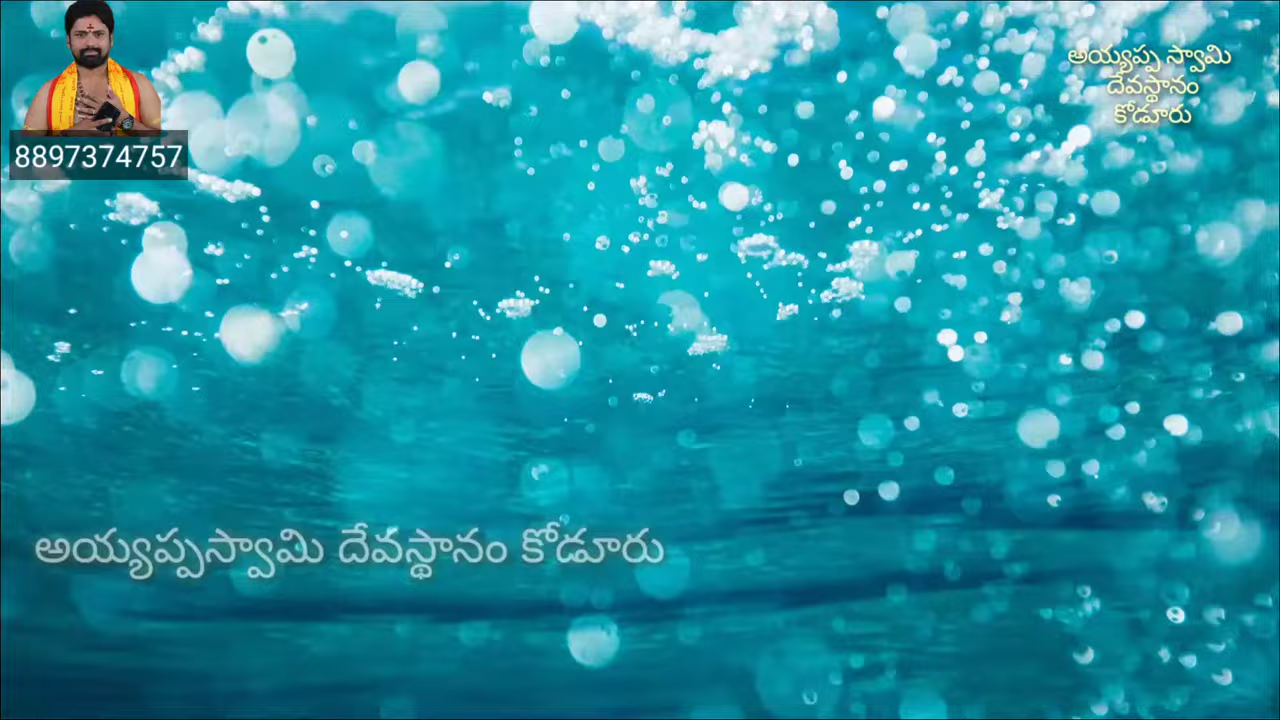 8897374757
అయ్యప్ప స్వామి
దేవస్థానం
కోడూరు
అయ్యప్పస్వామి దేవస్థానం కోడూరు